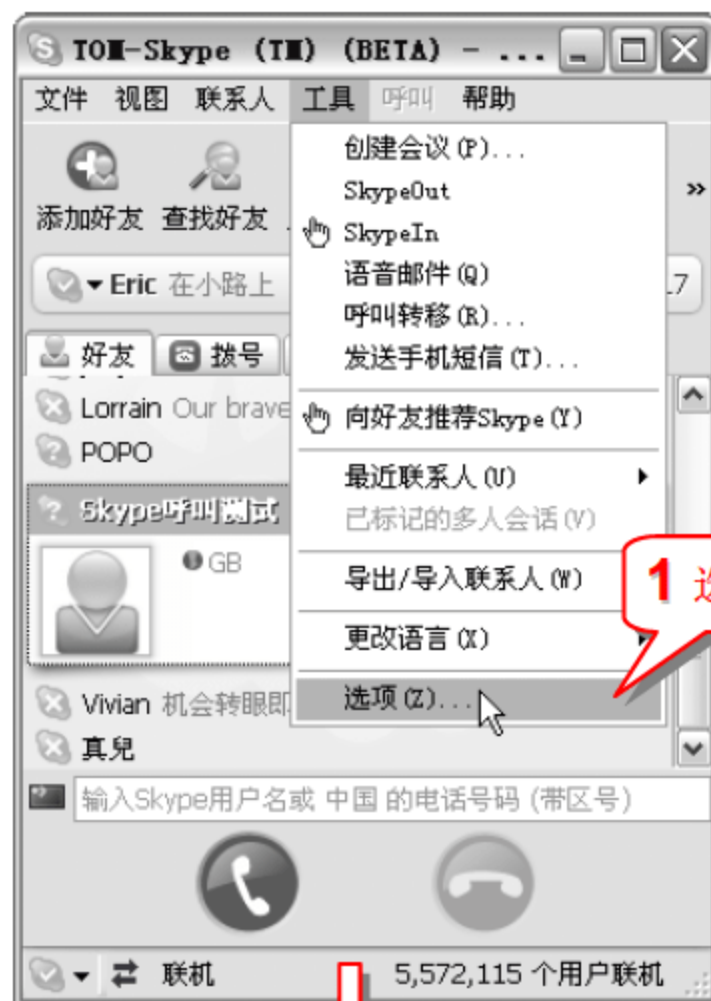 TOM-Skype (TM) (BETA) - ...
文件 视图 联系人 工具 呼叫 帮助
创建会议(P)...
SkypeOut
添加好友 查找好友
SkypeIn
语音邮件(Q)
Eric 在小路上
呼叫转移(R)...
好友 拨号
发送手机短信(T)...
Lorrain Our brave
向好友推荐Skype(Y)
POPO
最近联系人(U)
Skype呼叫测试
已标记的多人会话(V)
GB
导出/导入联系人(W)
1 选
更改语言(X)
选项(Z)...
Vivian 机会转眼即
真兒
输入Skype用户名或 中国 的电话号码 (带区号)
联机 5,572,115 个用户联机